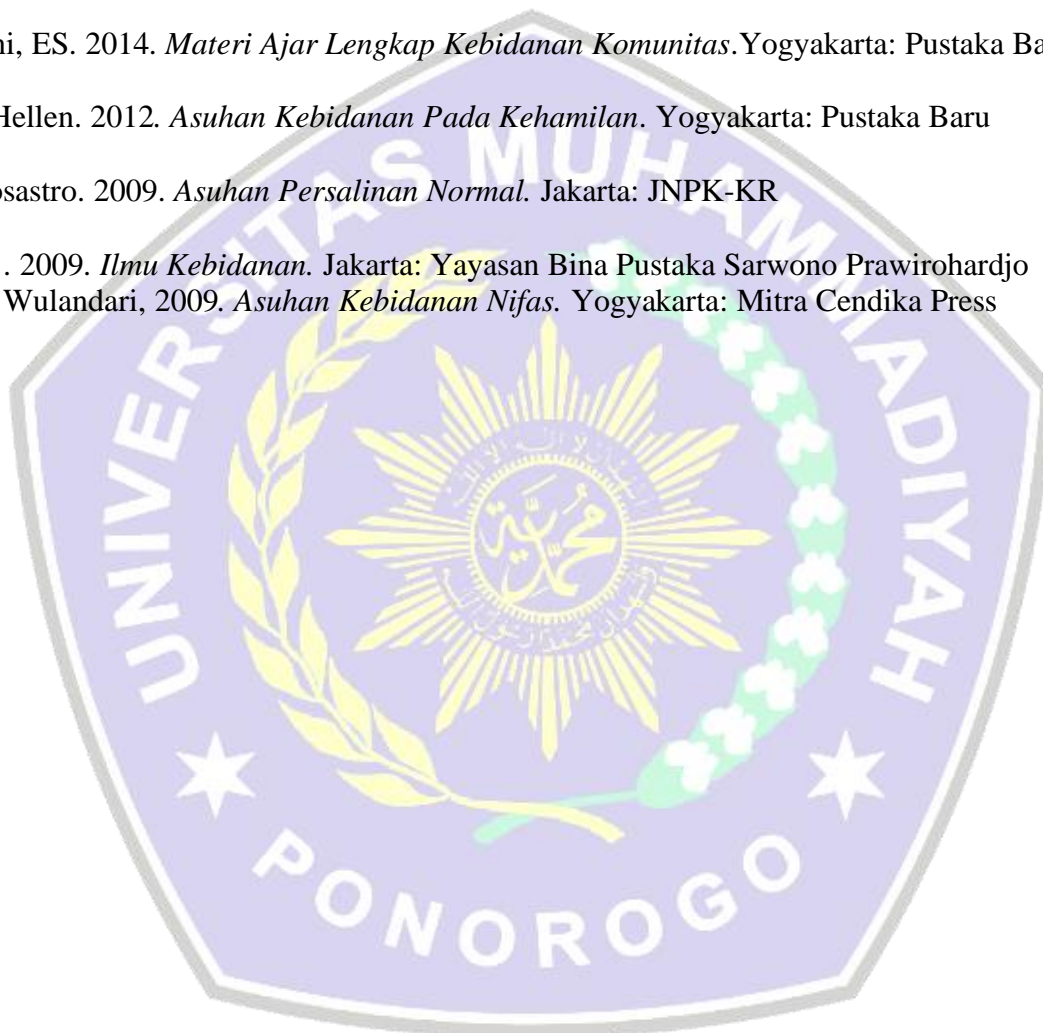 ni, ES. 2014. Materi Ajar Lengkap Kebidanan Komunitas.Yogyakarta: Pustaka Ba
Hellen. 2012. Asuhan Kebidanan Pada Kehamilan. Yogyakarta: Pustaka Baru
osastro. 2009. Asuhan Persalinan Normal. Jakarta: JNPK-KR
. 2009. Ilmu Kebidanan. Jakarta: Yayasan Bina Pustaka Sarwono Prawirohardjo
Wulandari, 2009. Asuhan Kebidanan Nifas. Yogyakarta: Mitra Cendika Press
UNIVERSITAS MUHAMMADIYAH
محمدية
PONOROGO